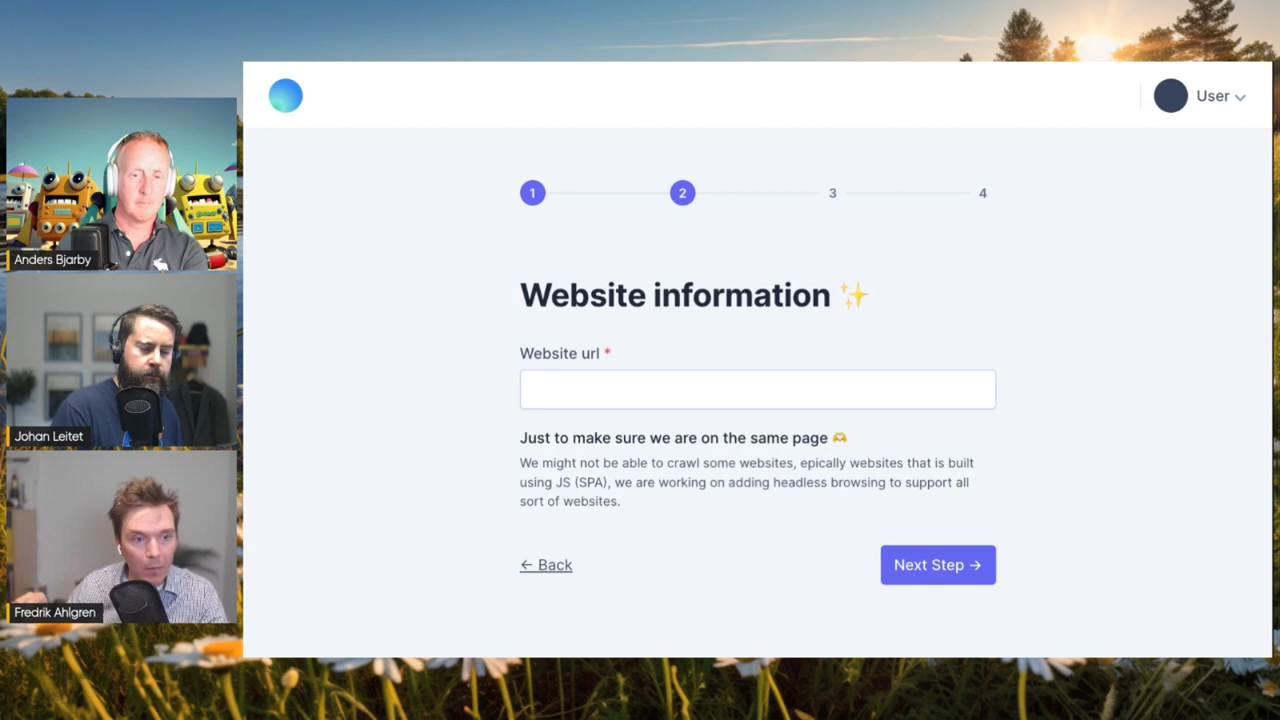 User
1 2 3 4
Website information ✨
Website url *
Just to make sure we are on the same page 🫶
We might not be able to crawl some websites, epically websites that is built
using JS (SPA), we are working on adding headless browsing to support all
sort of websites.
← Back
Next Step →
Anders Bjarby
Johan Leitet
Fredrik Ahlgren